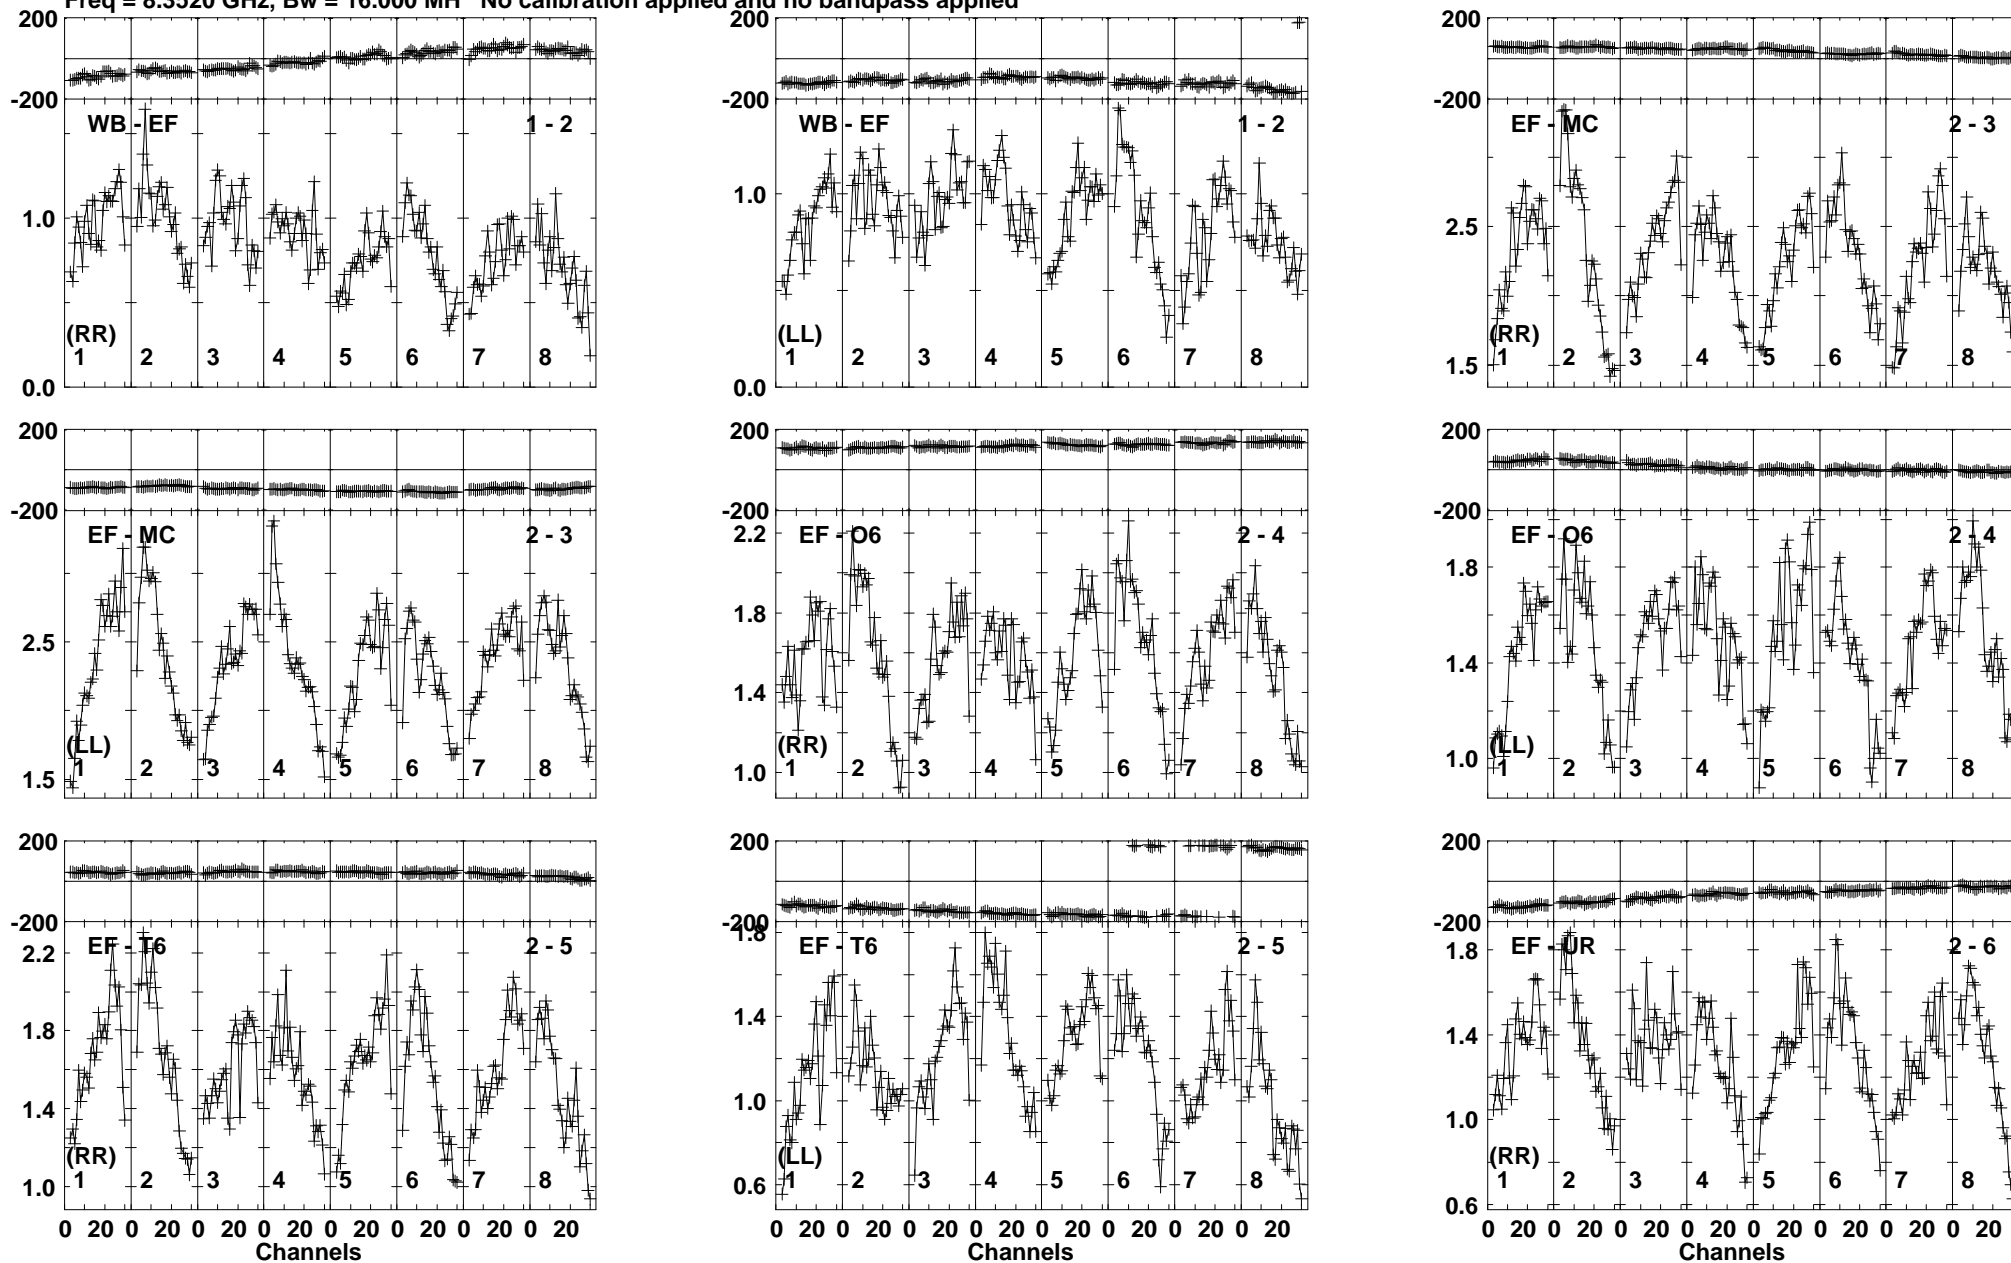 Freq = 8.3520 GHz, Bw = 16.000 MH No calibration applied and no bandpass applied
200
-200
WB - EF 1 - 2
1.0
(RR)
1 2 3 4 5 6 7 8
0.0
200
-200
WB - EF 1 - 2
1.0
(LL)
1 2 3 4 5 6 7 8
0.0
200
-200
EF - MC 2 - 3
2.5
(RR)
1.5
1 2 3 4 5 6 7 8
200
-200
EF - MC 2 - 3
2.5
(LL)
1.5
1 2 3 4 5 6 7 8
200
-200
2.2
EF - O6 2 - 4
2.0
1.8
1.4
(RR)
1.0
1 2 3 4 5 6 7 8
200
-200
EF - O6 2 - 4
1.8
1.4
1.0
(LL)
1 2 3 4 5 6 7 8
200
-200
2.2
EF - T6 2 - 5
1.8
1.4
(RR)
1.0
1 2 3 4 5 6 7 8
0 20 0 20 0 20 0 20 0 20 0 20 0 20 0 20
Channels
200
-200
1.8
EF - T6 2 - 5
1.4
1.0
(LL)
0.6
1 2 3 4 5 6 7 8
0 20 0 20 0 20 0 20 0 20 0 20 0 20 0 20
Channels
200
-200
EF - UR 2 - 6
1.8
1.4
1.0
(RR)
0.6
1 2 3 4 5 6 7 8
0 20 0 20 0 20 0 20 0 20 0 20 0 20 0 20
Channels